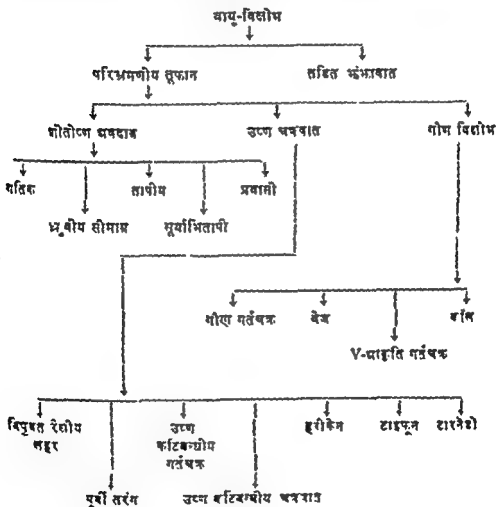 वायु-विक्षोभ
परिभ्रमणीय तूफान
तडित झंझावात
शीतोष्ण चक्रवात
उष्ण चक्रवात
गौण विक्षोभ
गतिक
तापीय
प्रवासी
ध्रुवीय सीमाग्र
सूर्याभितापी
गौण गर्तचक्र
वेज
कॉल
V-आकृति गर्तचक्र
विषुवत रेखीय
लहर
उष्ण
कटिबन्धीय
गर्तचक्र
हरीकेन
टाइफून
टारनेडो
पूर्वी तरंग
उष्ण कटिबन्धीय चक्रवात